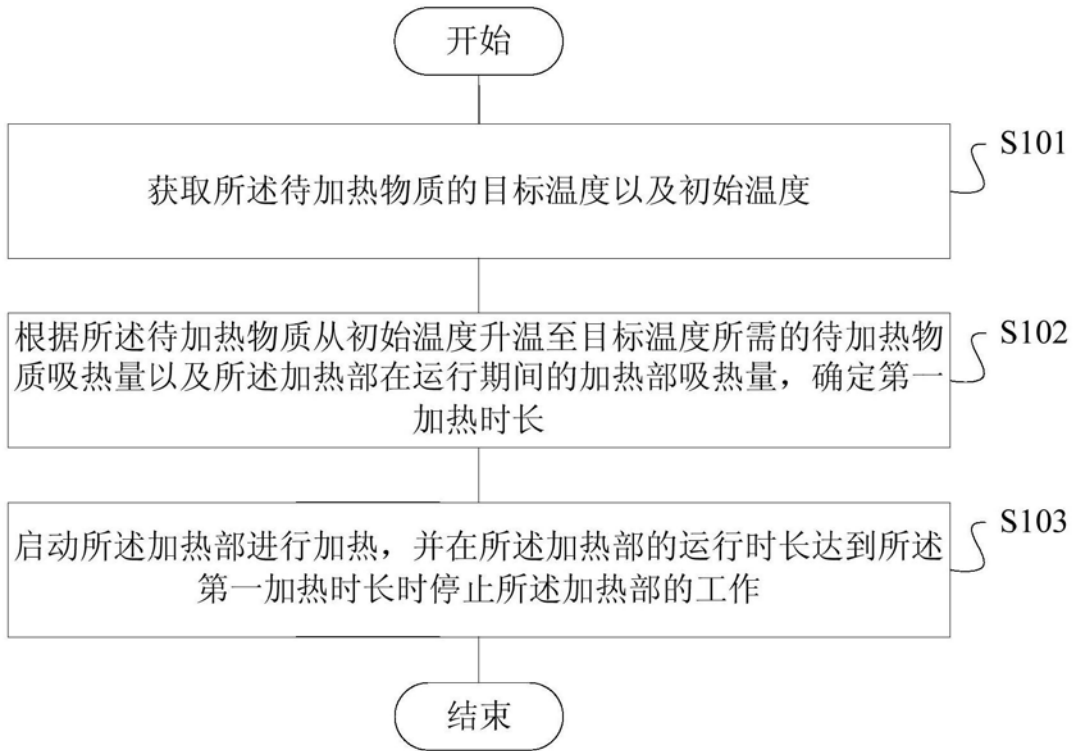 开始
获取所述待加热物质的目标温度以及初始温度
S101
根据所述待加热物质从初始温度升温至目标温度所需的待加热物
质吸热量以及所述加热部在运行期间的加热部吸热量，确定第一
加热时长
S102
启动所述加热部进行加热，并在所述加热部的运行时长达到所述
第一加热时长时停止所述加热部的工作
S103
结束